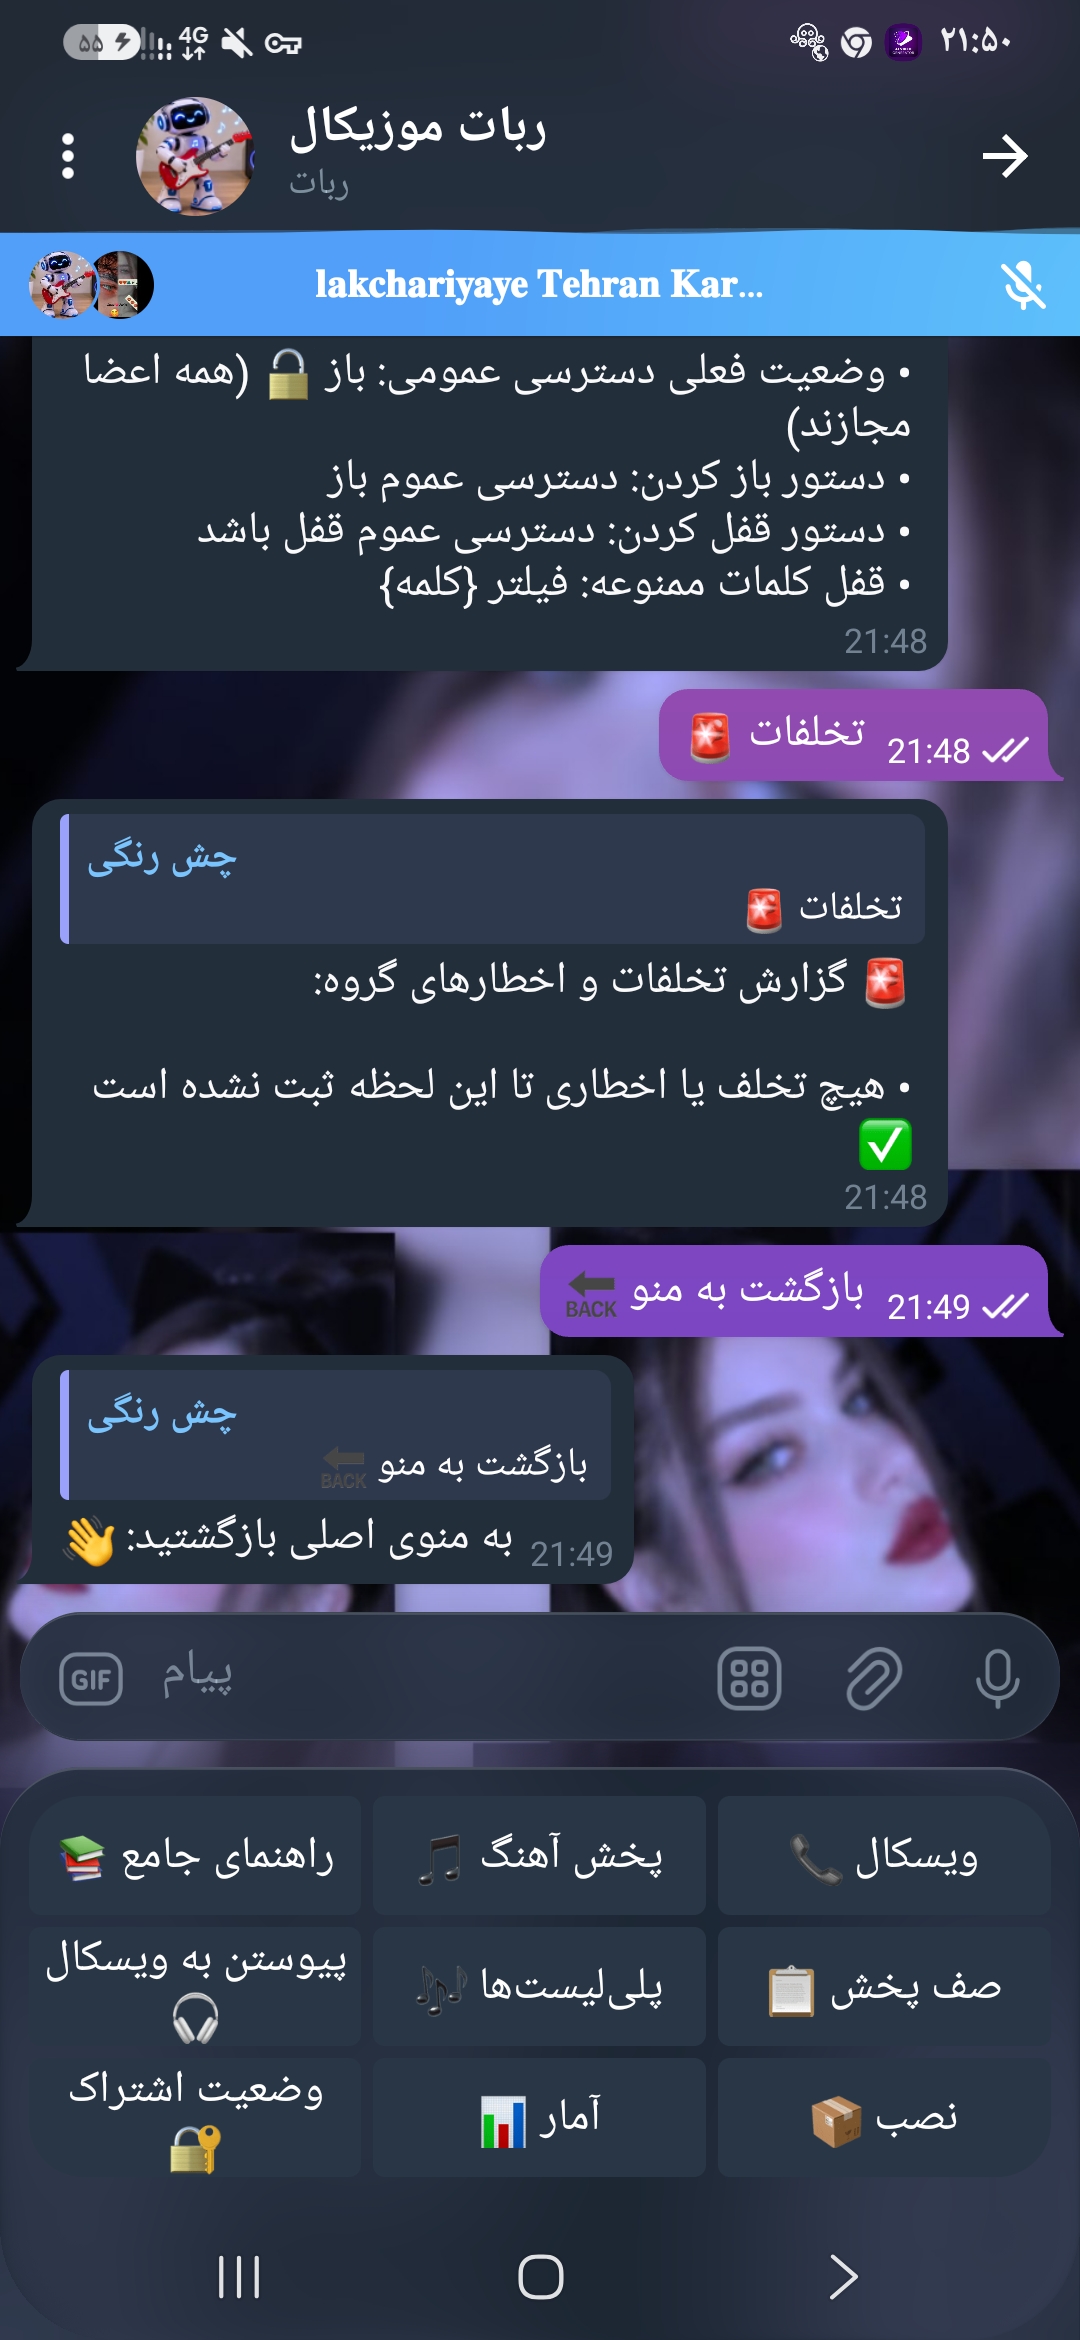 ۵۵
4G
۲۱:۵۰
ربات موزیکال
ربات
lakchariyaye Tehran Kar...
• وضعیت فعلی دسترسی عمومی: باز 🔓 (همه اعضا
مجازند)
• دستور باز کردن: دسترسی عموم باز
• دستور قفل کردن: دسترسی عموم قفل باشد
• قفل کلمات ممنوعه: فیلتر {کلمه}
21:48
تخلفات 🚨
21:48
چش رنگی
تخلفات 🚨
🚨 گزارش تخلفات و اخطارهای گروه:
• هیچ تخلف یا اخطاری تا این لحظه ثبت نشده است
✅
21:48
بازگشت به منو 🔙
21:49
چش رنگی
بازگشت به منو 🔙
به منوی اصلی بازگشتید: 👋
21:49
GIF
پیام
ویسکال 📞
پخش آهنگ 🎵
راهنمای جامع 📚
صف پخش 📋
پلی‌لیست‌ها 🎶
پیوستن به ویسکال
🎧
نصب 📦
آمار 📊
وضعیت اشتراک
🔐